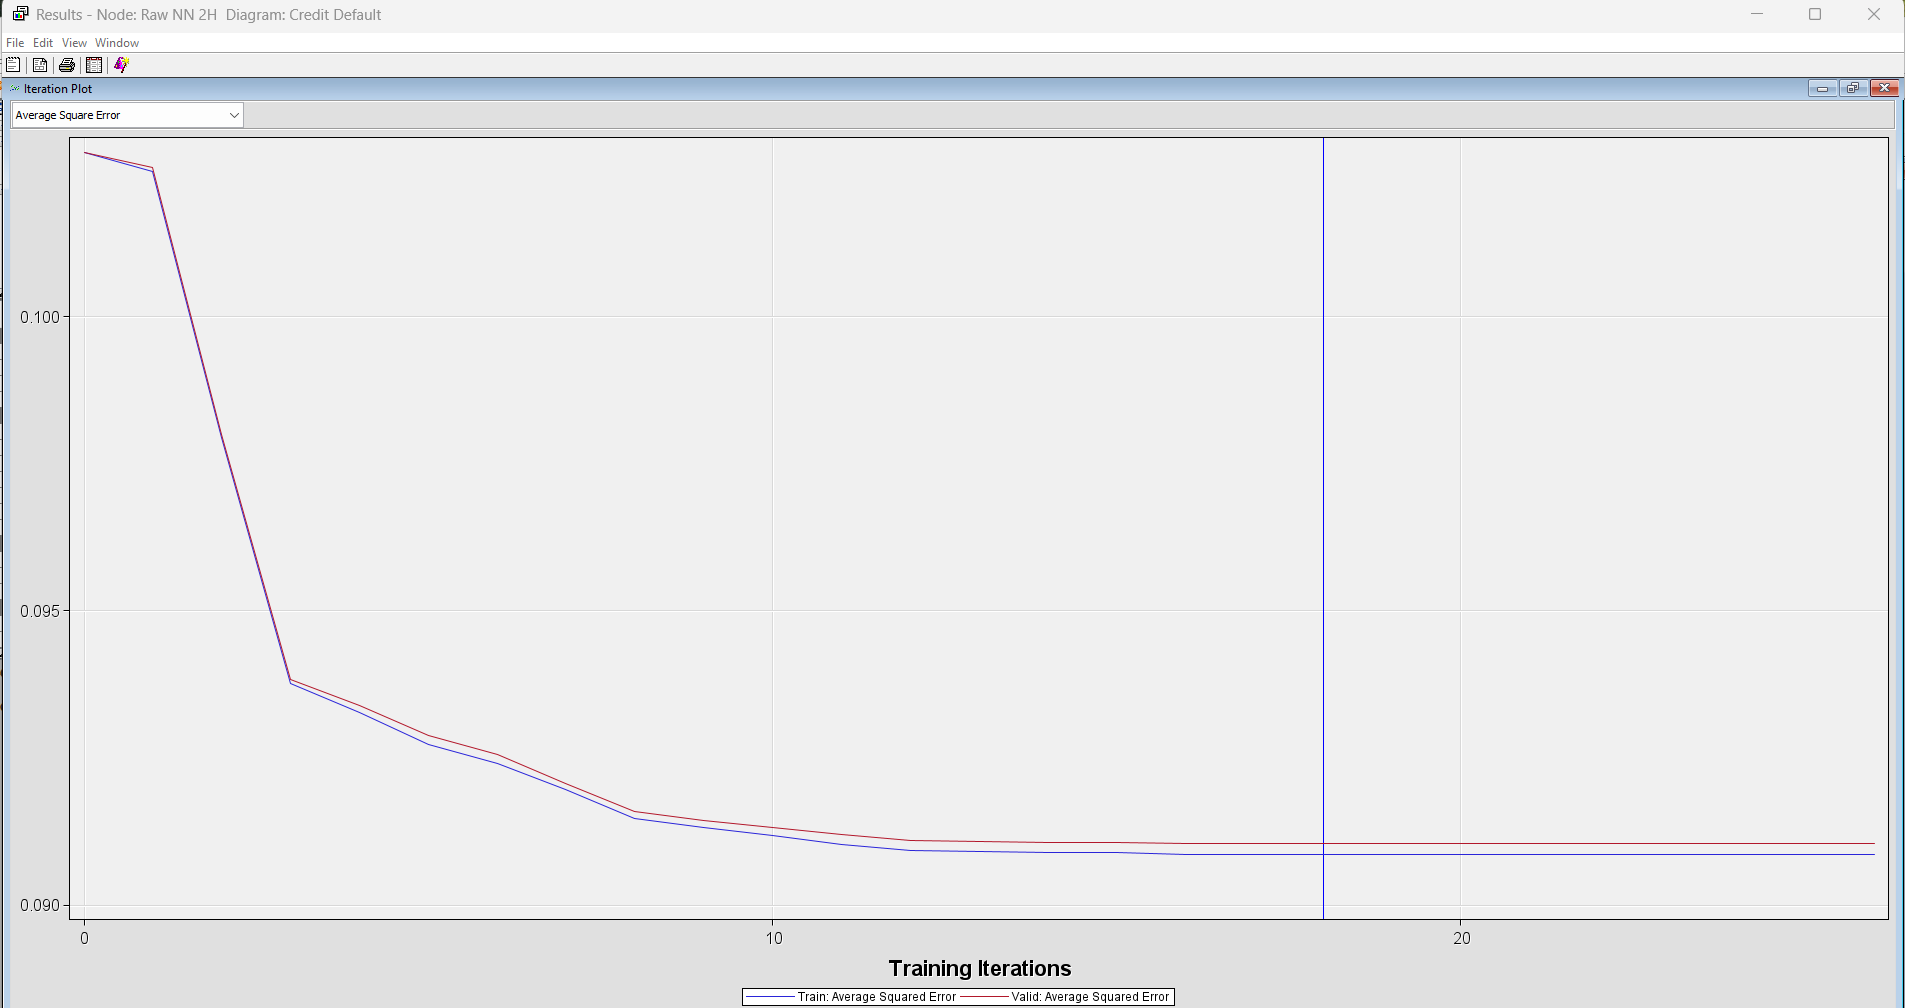 Results - Node: Raw NN 2H  Diagram: Credit Default
File Edit View Window
Iteration Plot
Average Square Error
0.100
0.095
0.090
0 10 20
Training Iterations
Train: Average Squared Error Valid: Average Squared Error